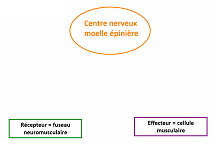 Centre nerveux
moelle épinière
Récepteur = fuseau
neuromusculaire
Effecteur = cellule
musculaire